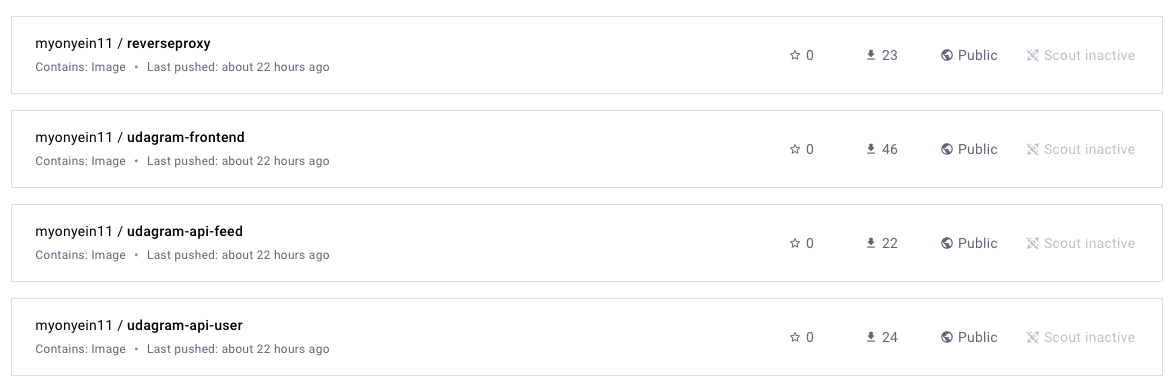 myonyein11 / reverseproxy
Contains: Image • Last pushed: about 22 hours ago
0 23 Public Scout inactive
myonyein11 / udagram-frontend
Contains: Image • Last pushed: about 22 hours ago
0 46 Public Scout inactive
myonyein11 / udagram-api-feed
Contains: Image • Last pushed: about 22 hours ago
0 22 Public Scout inactive
myonyein11 / udagram-api-user
Contains: Image • Last pushed: about 22 hours ago
0 24 Public Scout inactive